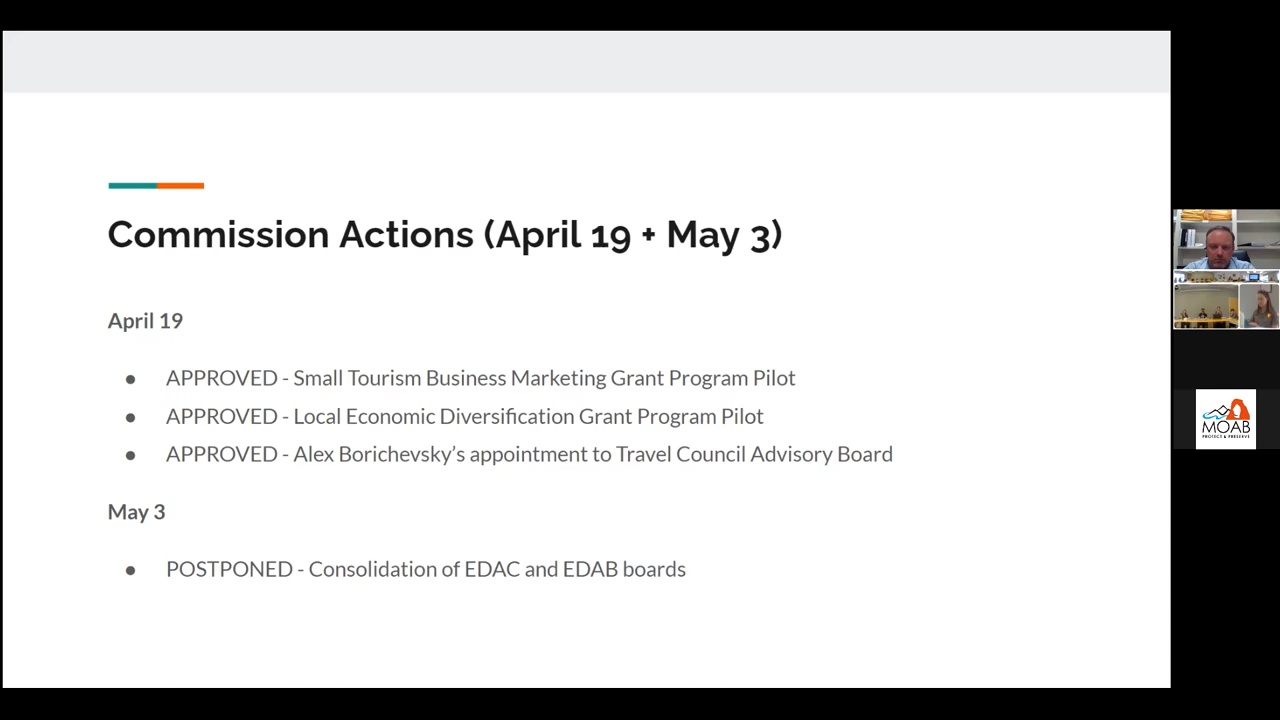 Commission Actions (April 19 + May 3)
April 19
● APPROVED - Small Tourism Business Marketing Grant Program Pilot
● APPROVED - Local Economic Diversification Grant Program Pilot
● APPROVED - Alex Borichevsky’s appointment to Travel Council Advisory Board
May 3
● POSTPONED - Consolidation of EDAC and EDAB boards
MOAB
PROTECT & PRESERVE